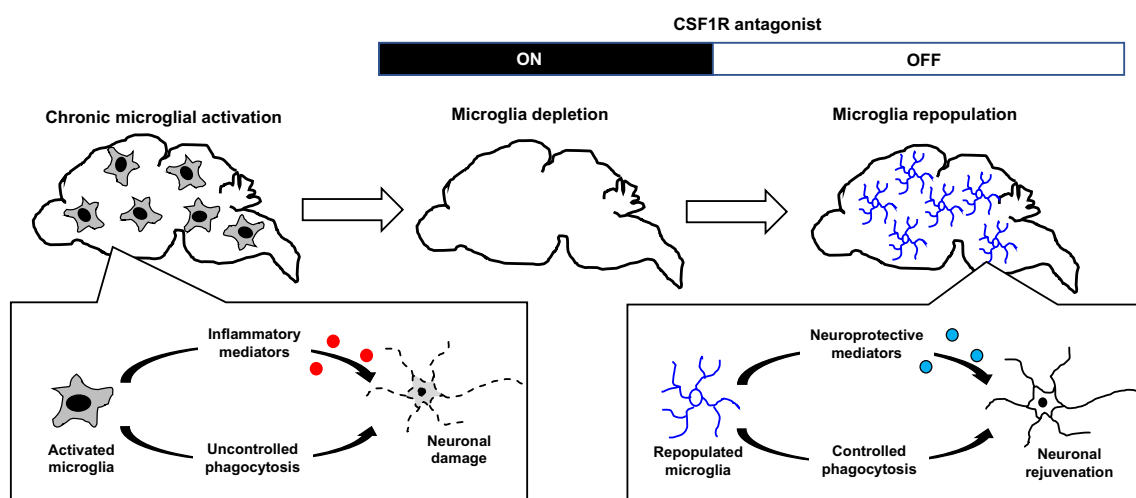 CSF1R antagonist
ON
OFF
Chronic microglial activation
Microglia depletion
Microglia repopulation
Inflammatory
mediators
Activated
microglia
Uncontrolled
phagocytosis
Neuronal
damage
Neuroprotective
mediators
Repopulated
microglia
Controlled
phagocytosis
Neuronal
rejuvenation